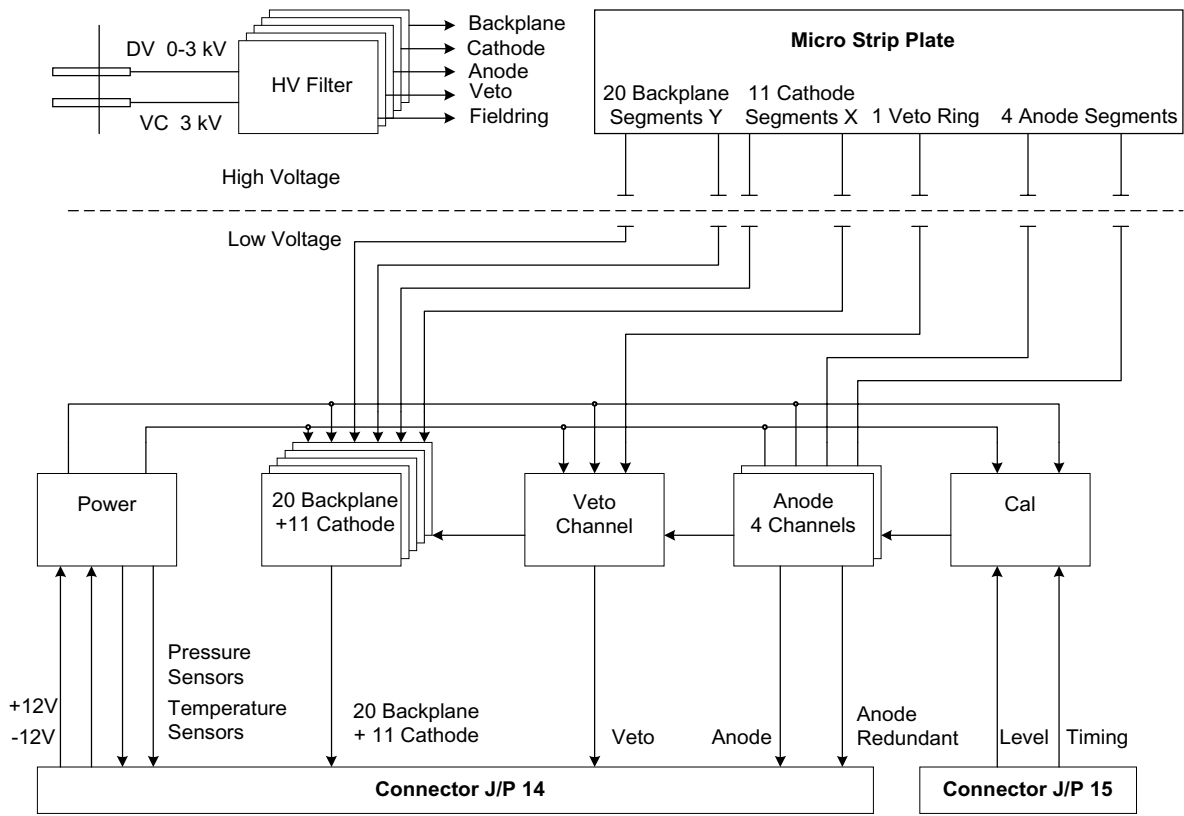 DV 0-3 kV
VC 3 kV
HV Filter
Backplane
Cathode
Anode
Veto
Fieldring
Micro Strip Plate
20 Backplane
Segments Y
11 Cathode
Segments X
1 Veto Ring
4 Anode Segments
High Voltage
Low Voltage
Power
20 Backplane
+11 Cathode
Veto
Channel
Anode
4 Channels
Cal
+12V
-12V
Pressure
Sensors
Temperature
Sensors
20 Backplane
+ 11 Cathode
Veto
Anode
Anode
Redundant
Level
Timing
Connector J/P 14
Connector J/P 15